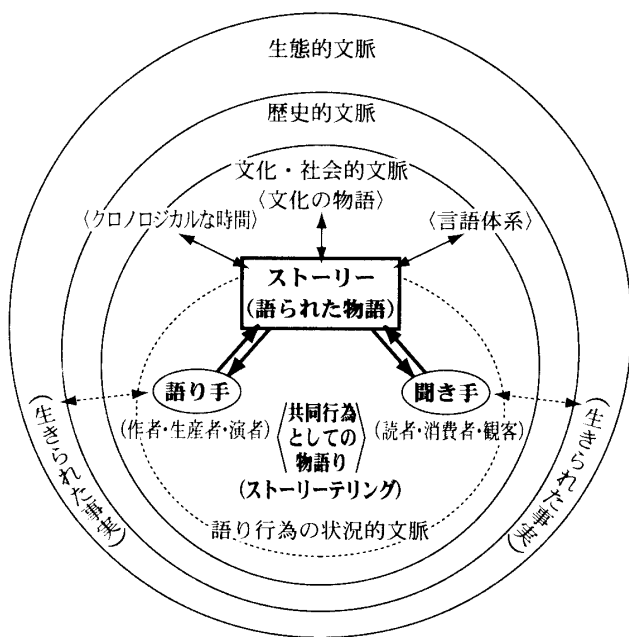 生態的文脈
歴史的文脈
文化・社会的文脈
〈文化の物語〉
〈クロノロジカルな時間〉
〈言語体系〉
ストーリー
(語られた物語)
語り手
聞き手
(作者・生産者・演者)
〈共同行為
としての
物語り〉
(ストーリーテリング)
(読者・消費者・観客)
語り行為の状況的文脈
(生きられた事実)
(生きられた事実)